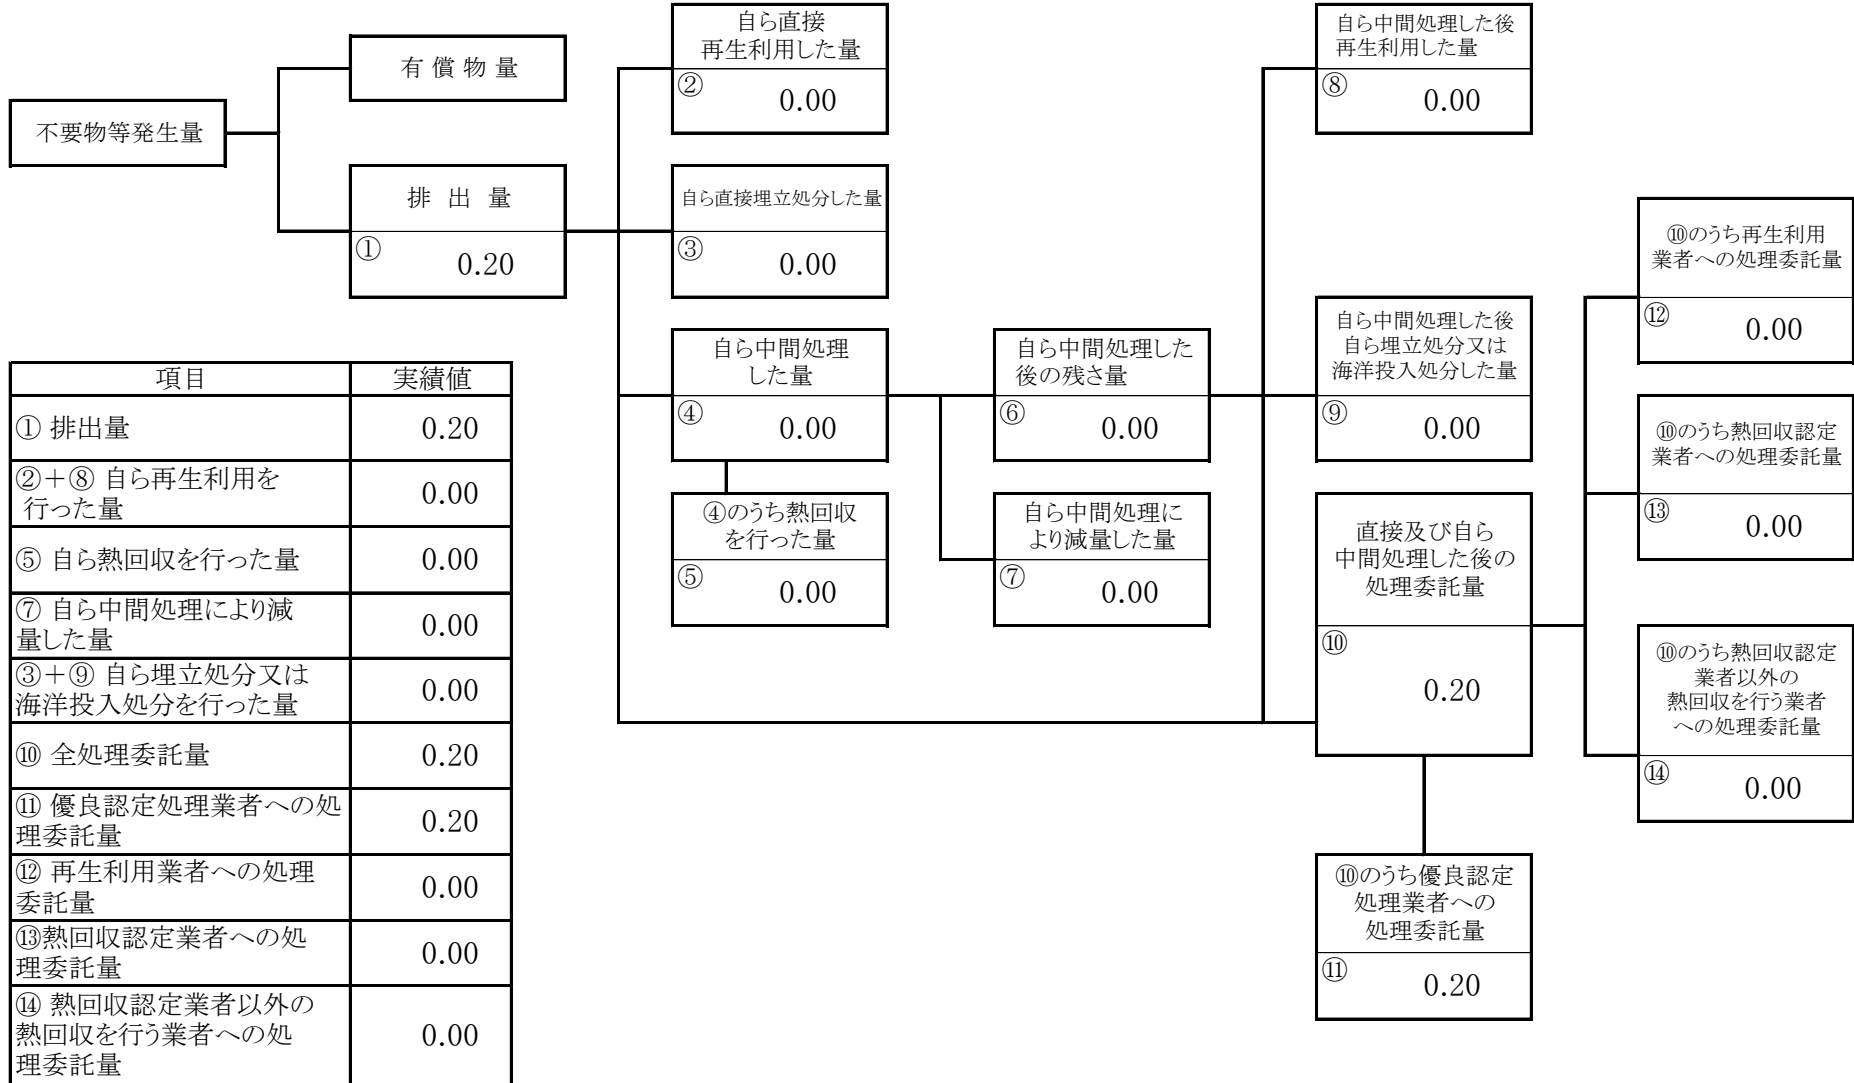 不要物等発生量
有 償 物 量
排 出 量
①
0.20
自ら直接
再生利用した量
②
0.00
自ら直接埋立処分した量
③
0.00
自ら中間処理
した量
④
0.00
④のうち熱回収
を行った量
⑤
0.00
自ら中間処理した
後の残さ量
⑥
0.00
自ら中間処理に
より減量した量
⑦
0.00
自ら中間処理した後
再生利用した量
⑧
0.00
自ら中間処理した後
自ら埋立処分又は
海洋投入処分した量
⑨
0.00
直接及び自ら
中間処理した後の
処理委託量
⑩
0.20
⑩のうち優良認定
処理業者への
処理委託量
⑪
0.20
⑩のうち再生利用
業者への処理委託量
⑫
0.00
⑩のうち熱回収認定
業者への処理委託量
⑬
0.00
⑩のうち熱回収認定
業者以外の
熱回収を行う業者
への処理委託量
⑭
0.00
項目 実績値
① 排出量 0.20
②+⑧ 自ら再生利用を
行った量 0.00
⑤ 自ら熱回収を行った量 0.00
⑦ 自ら中間処理により減
量した量 0.00
③+⑨ 自ら埋立処分又は
海洋投入処分を行った量 0.00
⑩ 全処理委託量 0.20
⑪ 優良認定処理業者への処
理委託量 0.20
⑫ 再生利用業者への処理
委託量 0.00
⑬熱回収認定業者への処
理委託量 0.00
⑭ 熱回収認定業者以外の
熱回収を行う業者への処
理委託量 0.00